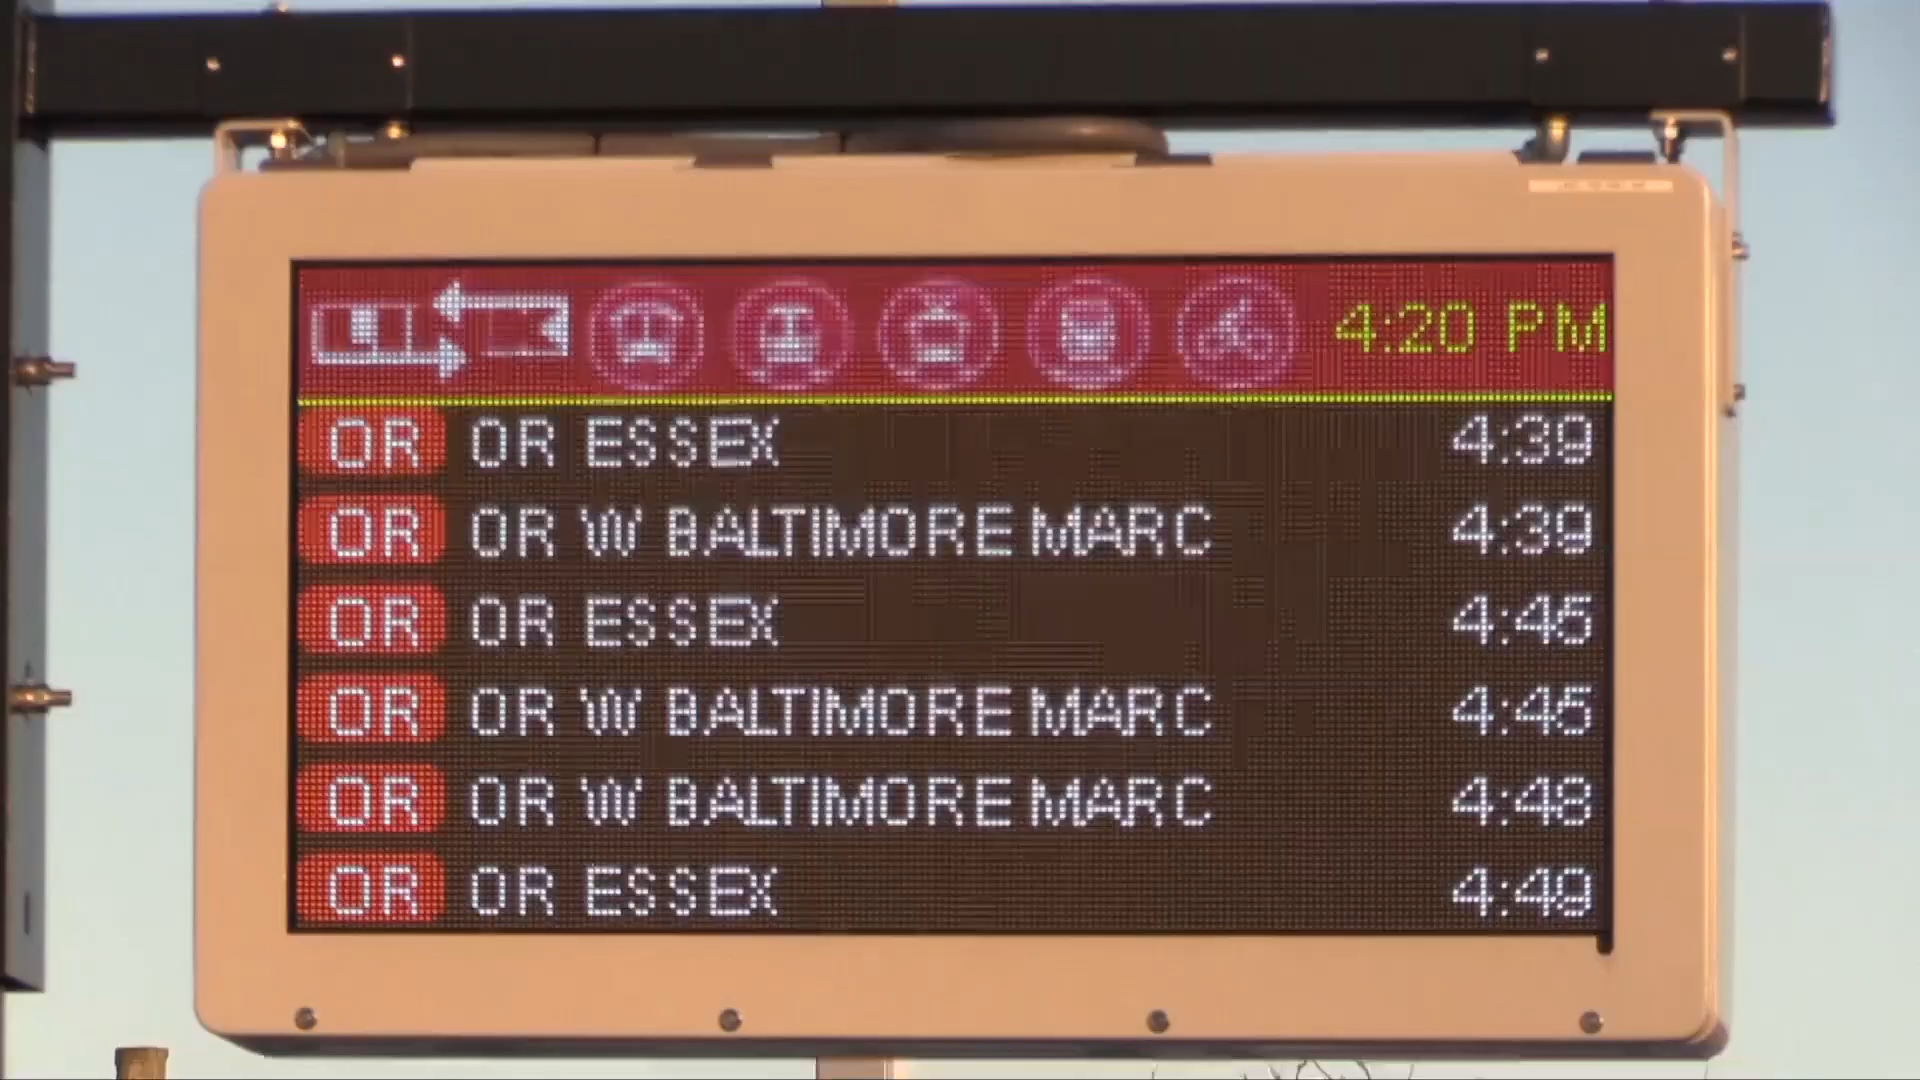 4:20 PM
OR OR ESSEX 4:39
OR OR W BALTIMORE MARC 4:39
OR OR ESSEX 4:45
OR OR W BALTIMORE MARC 4:45
OR OR W BALTIMORE MARC 4:48
OR OR ESSEX 4:49